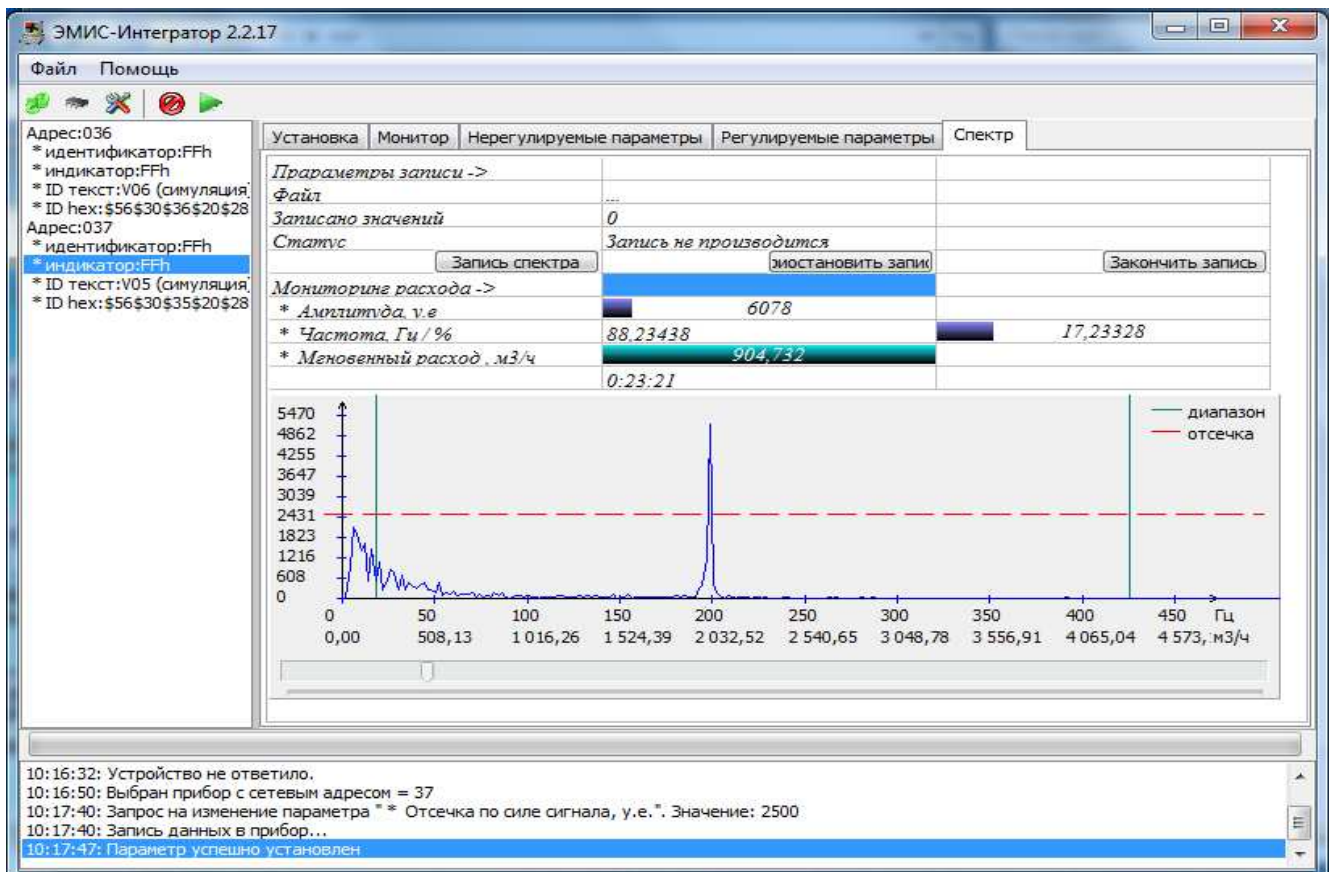 ЭМИС-Интегратор 2.2.17
Файл Помощь
Адрес:036
* идентификатор:FFh
* индикатор:FFh
* ID текст:V06 (симуляция)
* ID hex:$56$30$36$20$28
Адрес:037
* идентификатор:FFh
* индикатор:FFh
* ID текст:V05 (симуляция)
* ID hex:$56$30$35$20$28
Установка Монитор Нерегулируемые параметры Регулируемые параметры Спектр
Прараметры записи ->
Файл ...
Записано значений 0
Статус Запись не производится
Запись спектра риостановить запис Закончить запись
Мониторинг расхода ->
* Амплитуда, у.е 6078
* Частота, Гц / % 88,23438 17,23328
* Мгновенный расход , м3/ч 904,732
0:23:21
5470
4862
4255
3647
3039
2431
1823
1216
608
0
диапазон
отсечка
0 50 100 150 200 250 300 350 400 450 Гц
0,00 508,13 1 016,26 1 524,39 2 032,52 2 540,65 3 048,78 3 556,91 4 065,04 4 573, м3/ч
10:16:32: Устройство не ответило.
10:16:50: Выбран прибор с сетевым адресом = 37
10:17:40: Запрос на изменение параметра " * Отсечка по силе сигнала, у.е.". Значение: 2500
10:17:40: Запись данных в прибор...
10:17:47: Параметр успешно установлен